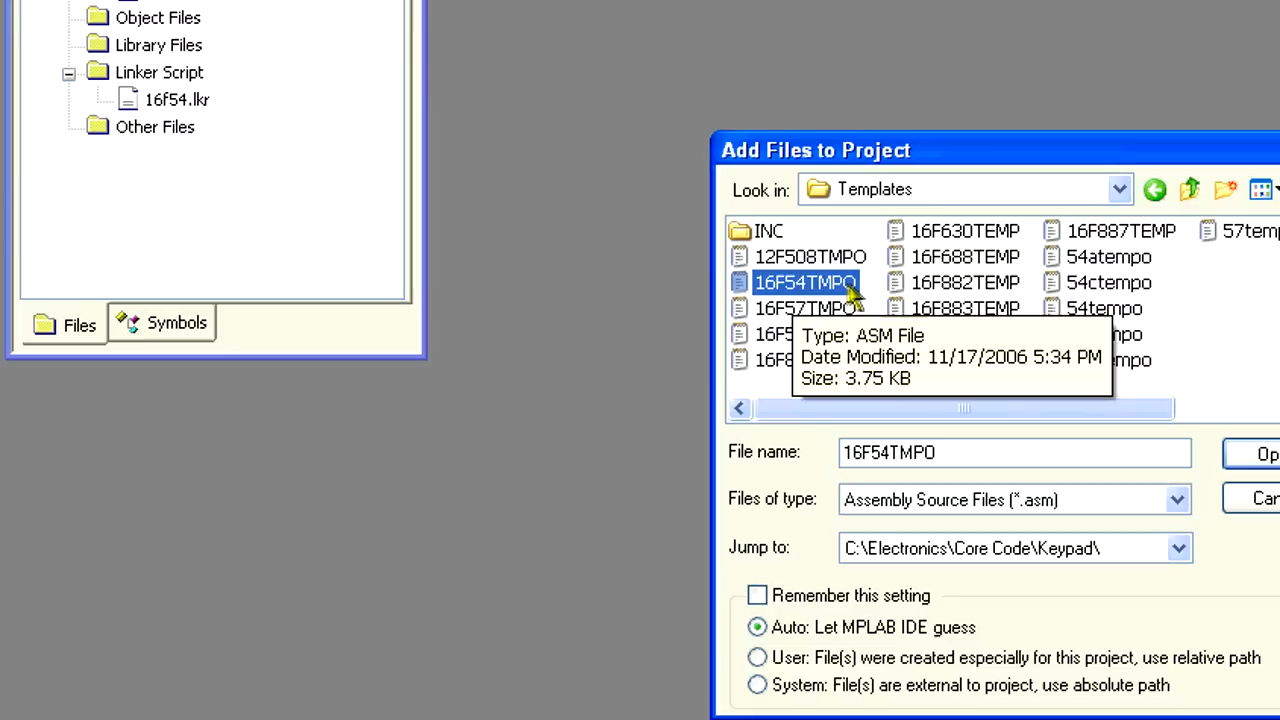 Object Files
Library Files
Linker Script
16f54.lkr
Other Files
Files
Symbols
Add Files to Project
Look in:
Templates
INC
16F630TEMP
16F887TEMP
57temp
12F508TMPO
16F688TEMP
54atempo
16F54TMPO
16F882TEMP
54ctempo
16F57TMPO
16F883TEMP
54tempo
Type: ASM File
Date Modified: 11/17/2006 5:34 PM
Size: 3.75 KB
File name:
16F54TMPO
Op
Files of type:
Assembly Source Files (*.asm)
Can
Jump to:
C:\Electronics\Core Code\Keypad\
Remember this setting
Auto: Let MPLAB IDE guess
User: File(s) were created especially for this project, use relative path
System: File(s) are external to project, use absolute path